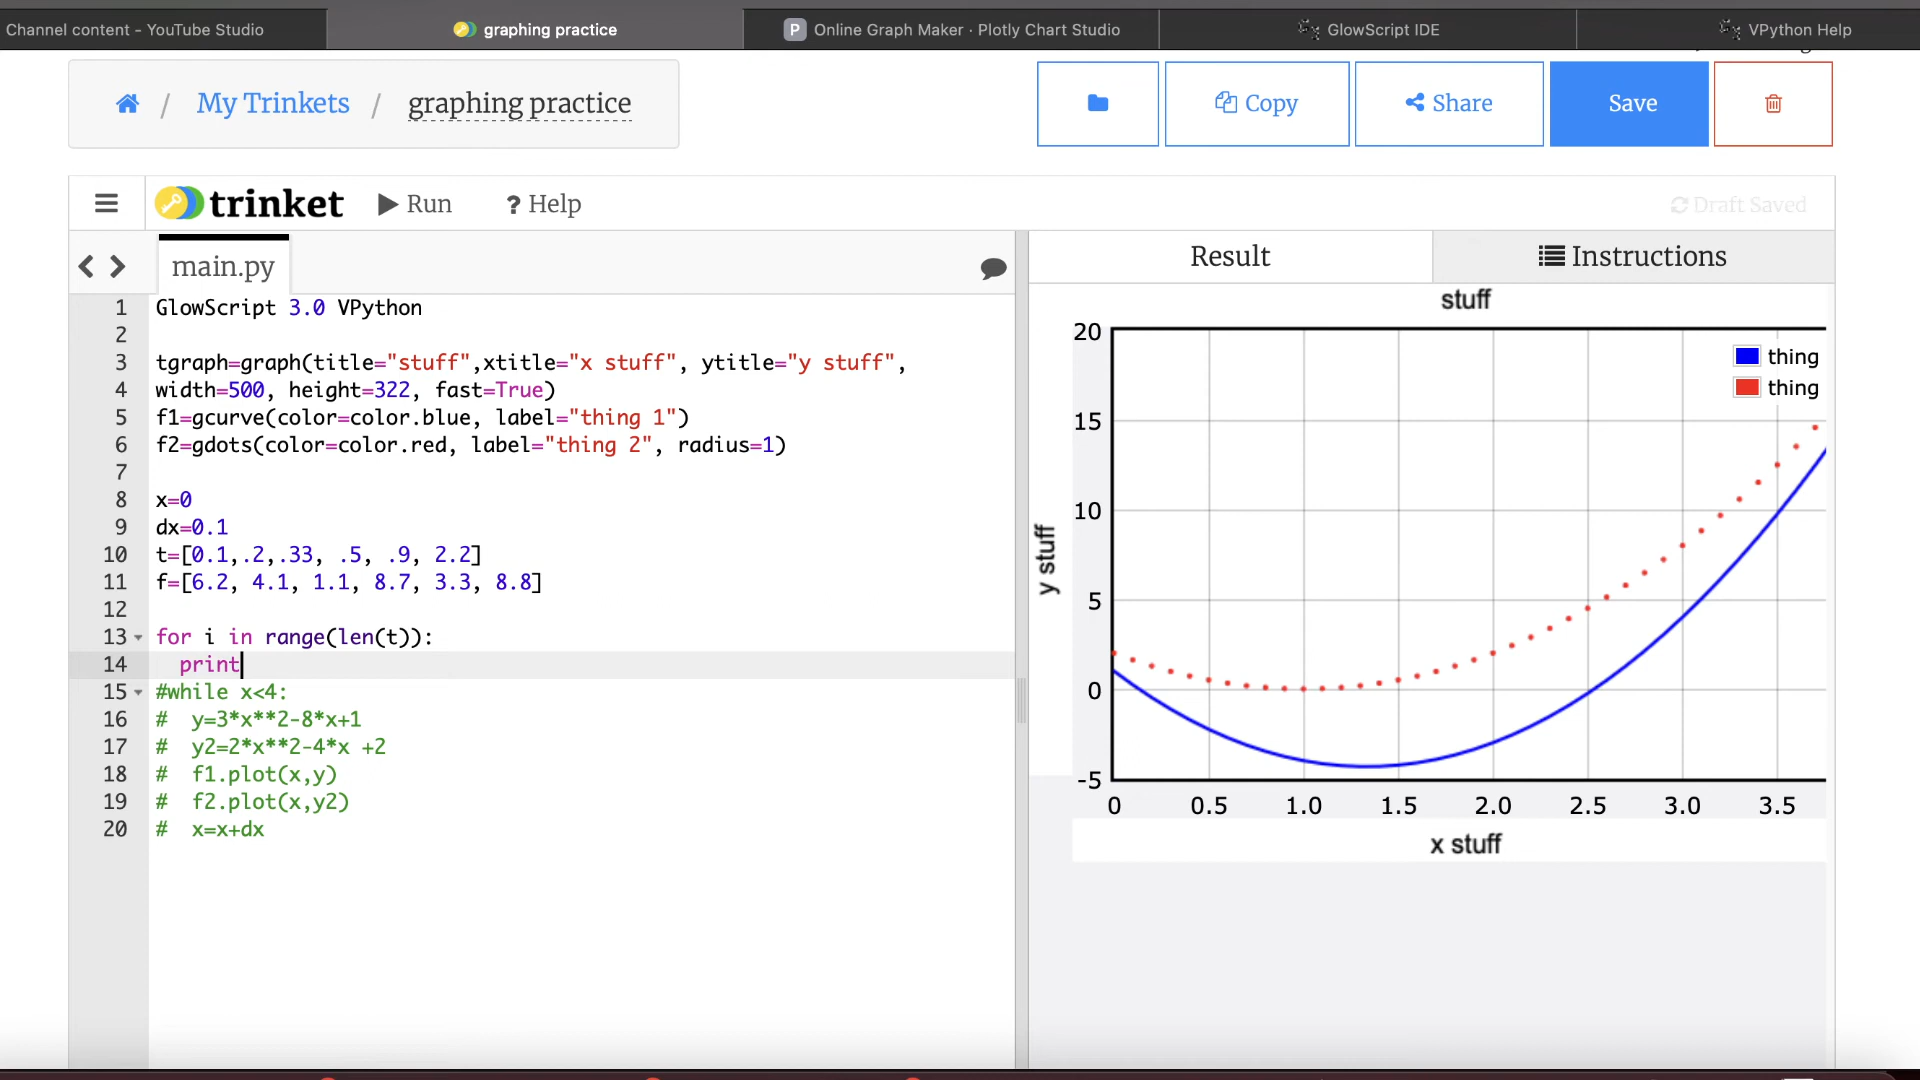 Channel content - YouTube Studio
graphing practice
P Online Graph Maker · Plotly Chart Studio
GlowScript IDE
VPython Help
/ My Trinkets / graphing practice
Copy
Share
Save
trinket
Run
? Help
Draft Saved
main.py
Result
Instructions
1 GlowScript 3.0 VPython
2
3 tgraph=graph(title="stuff",xtitle="x stuff", ytitle="y stuff",
4 width=500, height=322, fast=True)
5 f1=gcurve(color=color.blue, label="thing 1")
6 f2=gdots(color=color.red, label="thing 2", radius=1)
7
8 x=0
9 dx=0.1
10 t=[0.1,.2,.33, .5, .9, 2.2]
11 f=[6.2, 4.1, 1.1, 8.7, 3.3, 8.8]
12
13 for i in range(len(t)):
14 print
15 #while x<4:
16 #  y=3*x**2-8*x+1
17 #  y2=2*x**2-4*x +2
18 #  f1.plot(x,y)
19 #  f2.plot(x,y2)
20 #  x=x+dx
stuff
thing
thing
20
15
10
5
0
-5
y stuff
0 0.5 1.0 1.5 2.0 2.5 3.0 3.5
x stuff